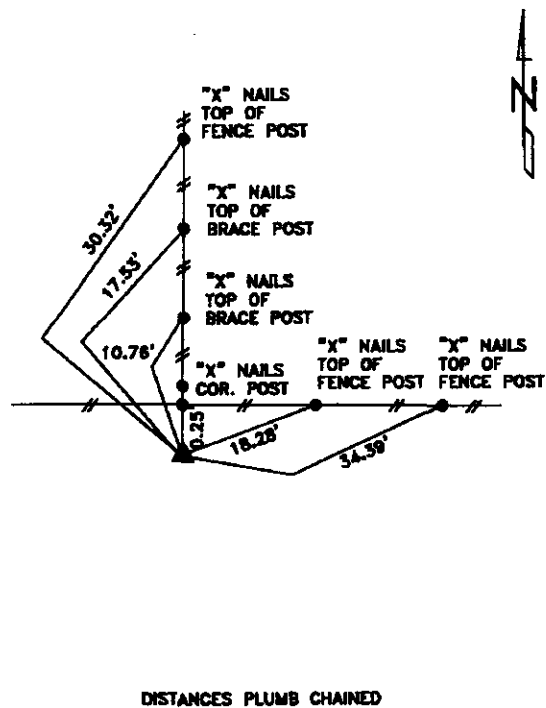 N
"X" NAILS
TOP OF
FENCE POST
30.32'
"X" NAILS
TOP OF
BRACE POST
17.53'
"X" NAILS
TOP OF
BRACE POST
10.76'
"X" NAILS
COR. POST
"X" NAILS
TOP OF
FENCE POST
"X" NAILS
TOP OF
FENCE POST
0.25
18.28'
34.39'
DISTANCES PLUMB CHAINED